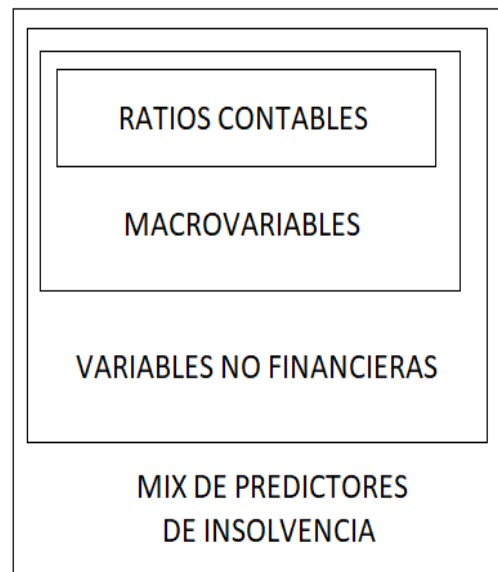 RATIOS CONTABLES
MACROVARIABLES
VARIABLES NO FINANCIERAS
MIX DE PREDICTORES
DE INSOLVENCIA